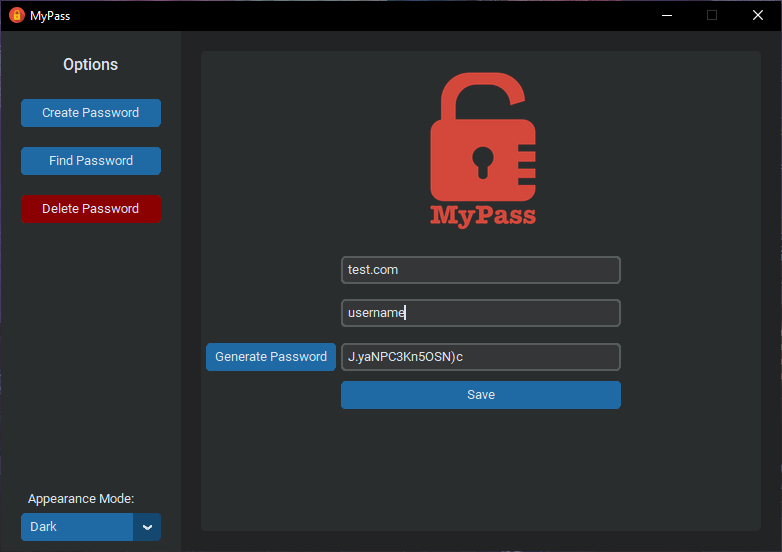 MyPass
Options
Create Password
Find Password
Delete Password
MyPass
test.com
username
Generate Password
J.yaNPC3Kn5OSN)c
Save
Appearance Mode:
Dark